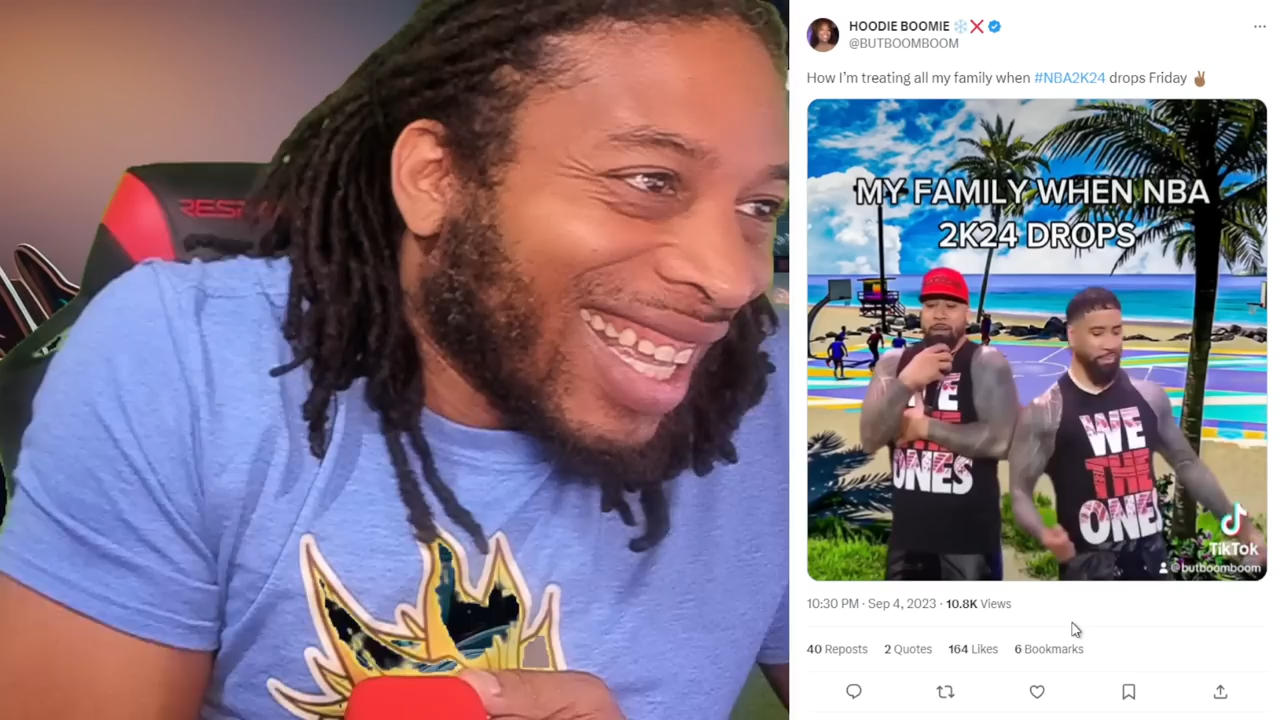 HOODIE BOOMIE
@BUTBOOMBOOM
How I'm treating all my family when #NBA2K24 drops Friday
MY FAMILY WHEN NBA
2K24 DROPS
WE
THE
ONES
WE
THE
ONES
TikTok
@butboomboom
10:30 PM · Sep 4, 2023 · 10.8K Views
40 Reposts 2 Quotes 164 Likes 6 Bookmarks